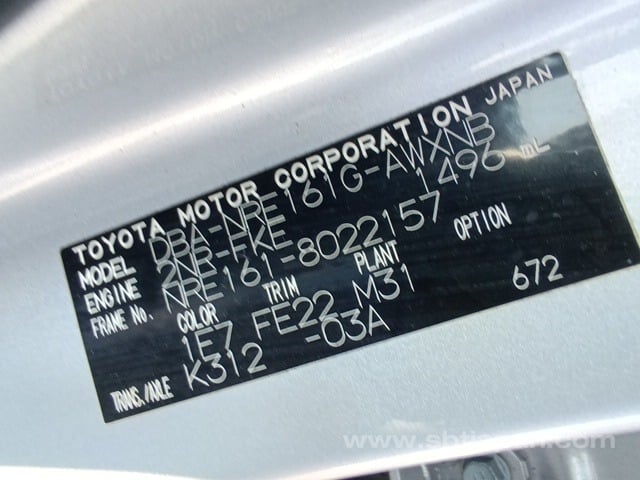 TOYOTA MOTOR CORPORATION JAPAN
MODEL DBA-NRE161G-AWXNB
ENGINE 2NR-FKE 1496 mL
FRAME No. NRE161-8022157
COLOR TRIM PLANT OPTION
1E7 FE22 M31 672
TRANS./AXLE K312 -03A